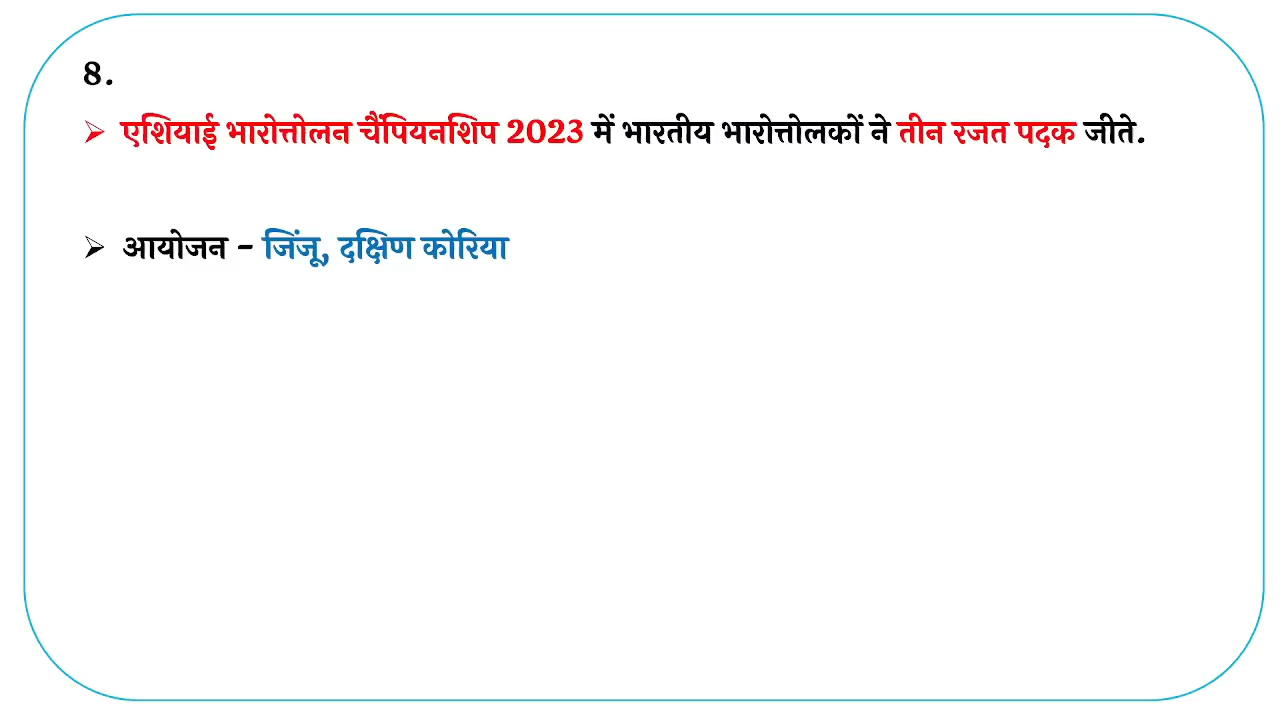 8.
➢ एशियाई भारोत्तोलन चैंपियनशिप 2023 में भारतीय भारोत्तोलकों ने तीन रजत पदक जीते.
➢ आयोजन - जिंजू, दक्षिण कोरिया